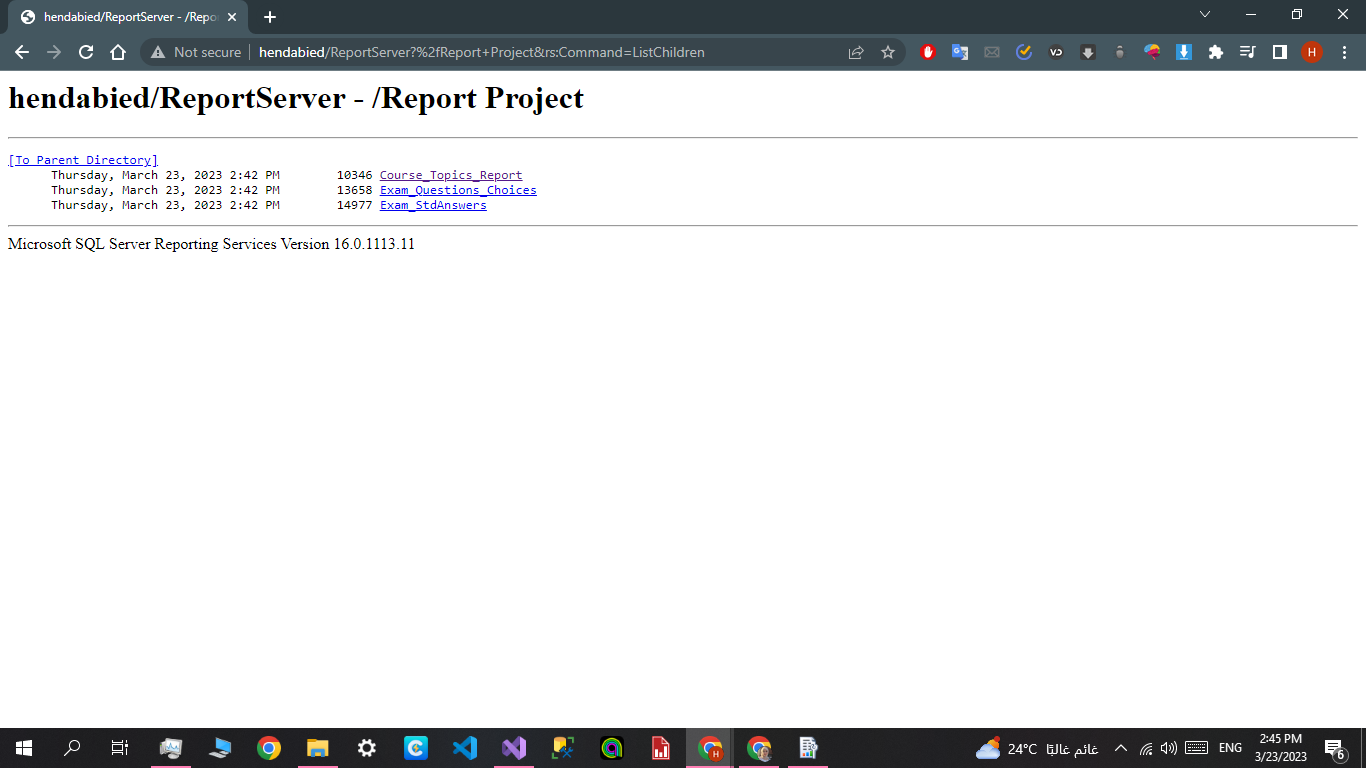 hendabied/ReportServer - /Repo
Not secure
hendabied/ReportServer?%2fReport+Project&rs:Command=ListChildren
VD
H
hendabied/ReportServer - /Report Project
[To Parent Directory]
Thursday, March 23, 2023 2:42 PM 10346 Course_Topics_Report
Thursday, March 23, 2023 2:42 PM 13658 Exam_Questions_Choices
Thursday, March 23, 2023 2:42 PM 14977 Exam_StdAnswers
Microsoft SQL Server Reporting Services Version 16.0.1113.11
24°C غائم غالبًا
ENG
2:45 PM
3/23/2023
6